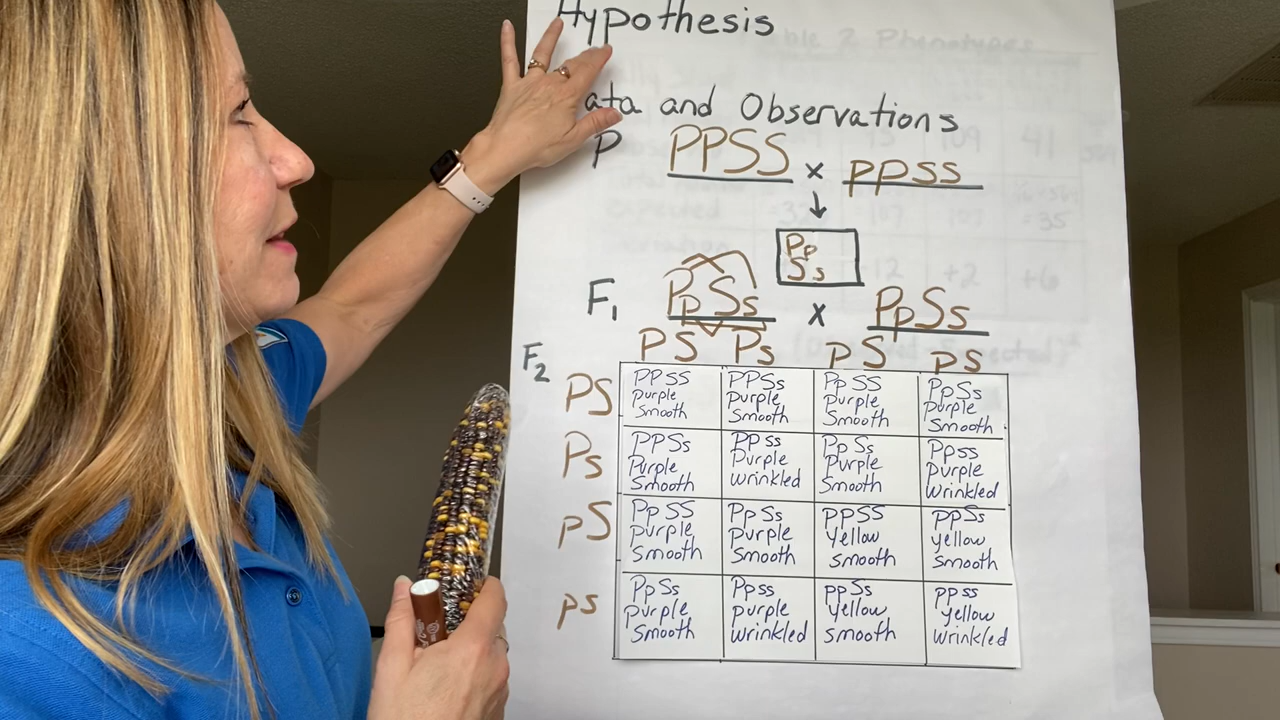 Hypothesis
ata and Observations
P PPSS x ppss
Pp
Ss
F1 PpSs x PpSs
PS Ps pS ps
F2
PS
PPSS Purple Smooth
PPSs Purple Smooth
PpSS Purple Smooth
PpSs Purple Smooth
Ps
PPSs Purple Smooth
PPss Purple wrinkled
PpSs Purple Smooth
Ppss Purple Wrinkled
pS
PpSS purple Smooth
PpSs Purple Smooth
ppSS Yellow smooth
ppSs yellow Smooth
ps
PpSs Purple Smooth
Ppss purple wrinkled
ppSs yellow smooth
ppss yellow wrinkled